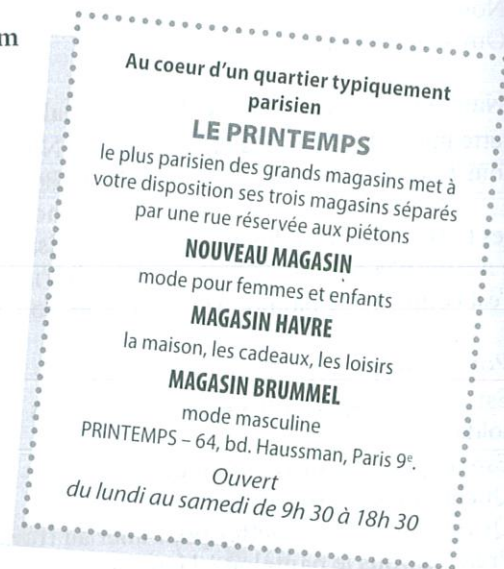 m
Au coeur d'un quartier typiquement
parisien
LE PRINTEMPS
le plus parisien des grands magasins met à
votre disposition ses trois magasins séparés
par une rue réservée aux piétons
NOUVEAU MAGASIN
mode pour femmes et enfants
MAGASIN HAVRE
la maison, les cadeaux, les loisirs
MAGASIN BRUMMEL
mode masculine
PRINTEMPS – 64, bd. Haussman, Paris 9e.
Ouvert
du lundi au samedi de 9h 30 à 18h 30